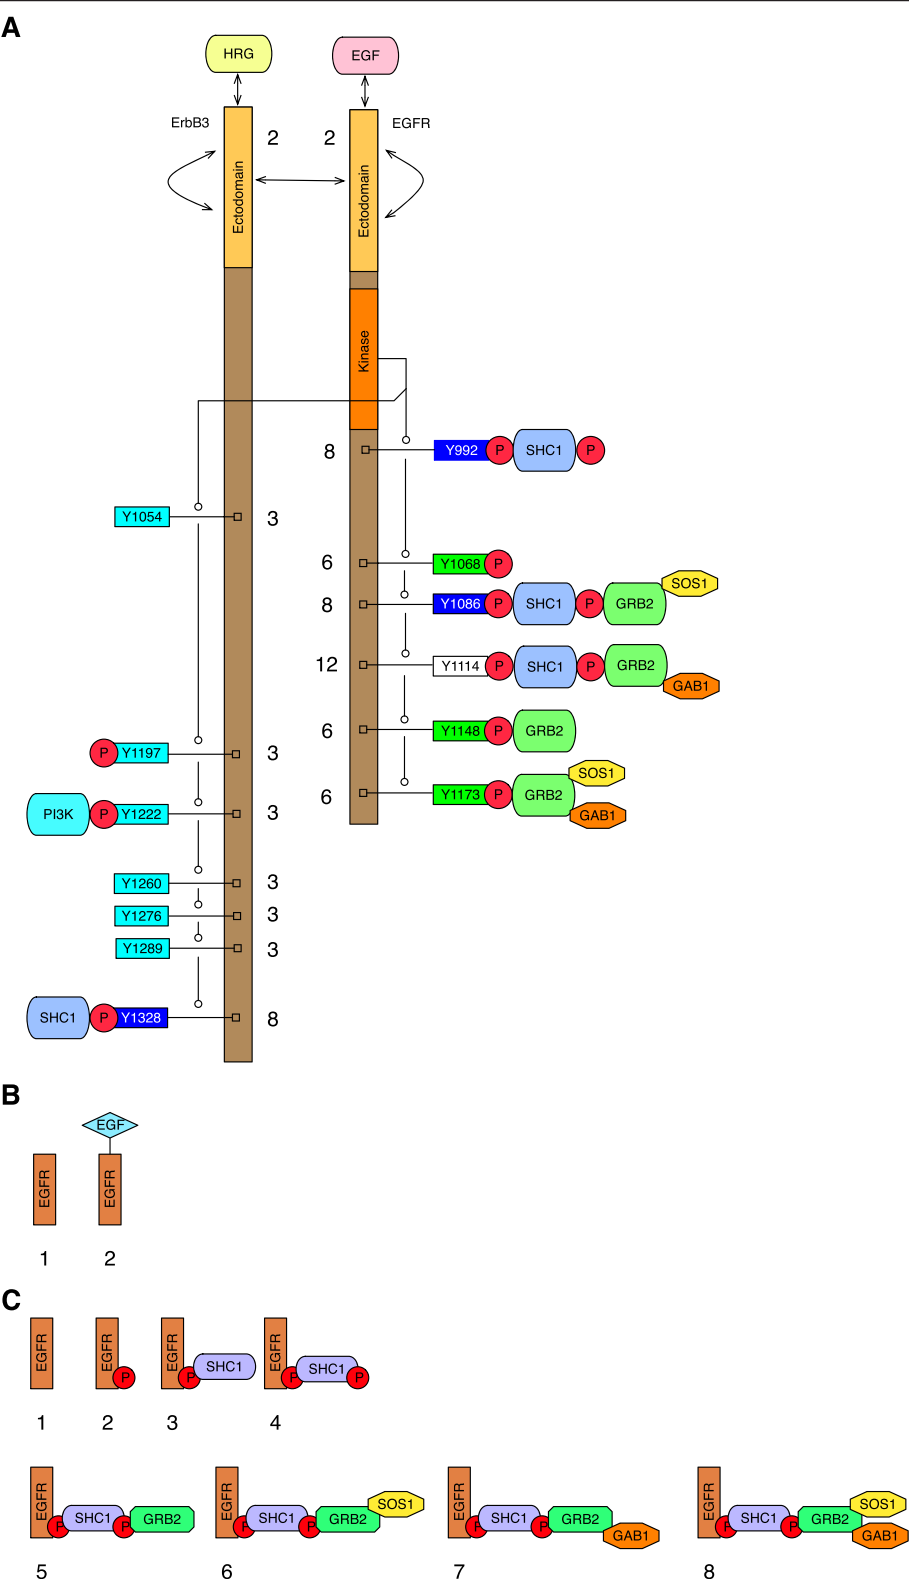 A
HRG EGF
ErbB3 2 2 EGFR
Ectodomain Ectodomain
Kinase
8 Y992 P SHC1 P
Y1054 3
6 Y1068 P
SOS1
8 Y1086 P SHC1 P GRB2
12 Y1114 P SHC1 P GRB2
GAB1
6 Y1148 P GRB2
P Y1197 3
SOS1
6 Y1173 P GRB2
GAB1
PI3K P Y1222 3
Y1260 3
Y1276 3
Y1289 3
SHC1 P Y1328 8
B
EGF
EGFR EGFR
1 2
C
EGFR EGFR P EGFR P SHC1 EGFR P SHC1 P
1 2 3 4
EGFR P SHC1 P GRB2 EGFR P SHC1 P GRB2 SOS1 EGFR P SHC1 P GRB2 GAB1 EGFR P SHC1 P GRB2 SOS1 GAB1
5 6 7 8